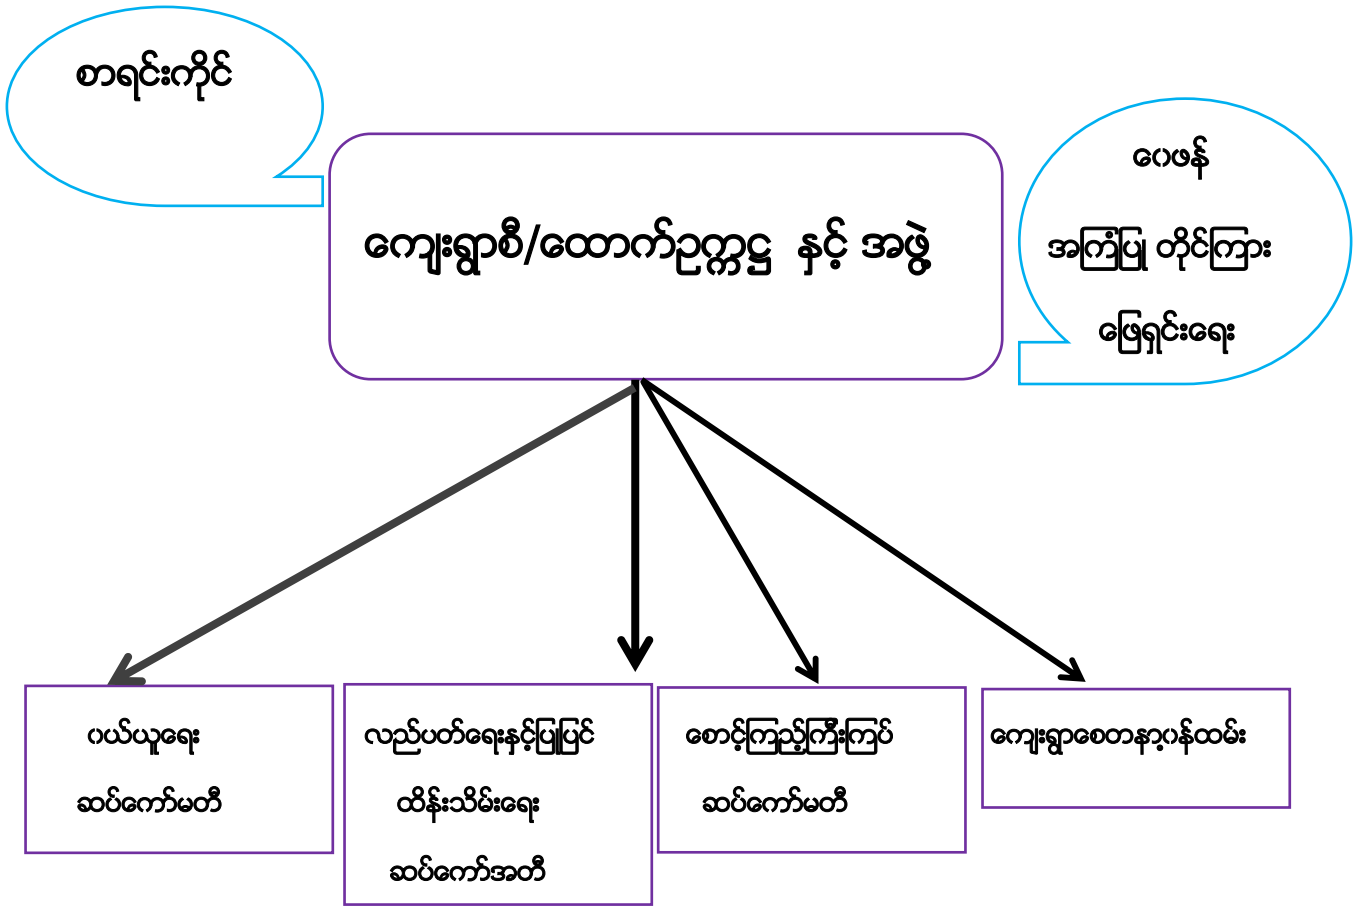 စာရင်းကိုင်
ဝေဖန်
အကြံပြု တိုင်ကြား
ဖြေရှင်းရေး
ကျေးရွာစီ/ထောက်ဥက္ကဋ္ဌ နှင့် အဖွဲ့
ဝယ်ယူရေး
ဆပ်ကော်မတီ
လည်ပတ်ရေးနှင့်ပြုပြင်
ထိန်းသိမ်းရေး
ဆပ်ကော်အတီ
စောင့်ကြည့်ကြီးကြပ်
ဆပ်ကော်မတီ
ကျေးရွာစေတနာ့ဝန်ထမ်း